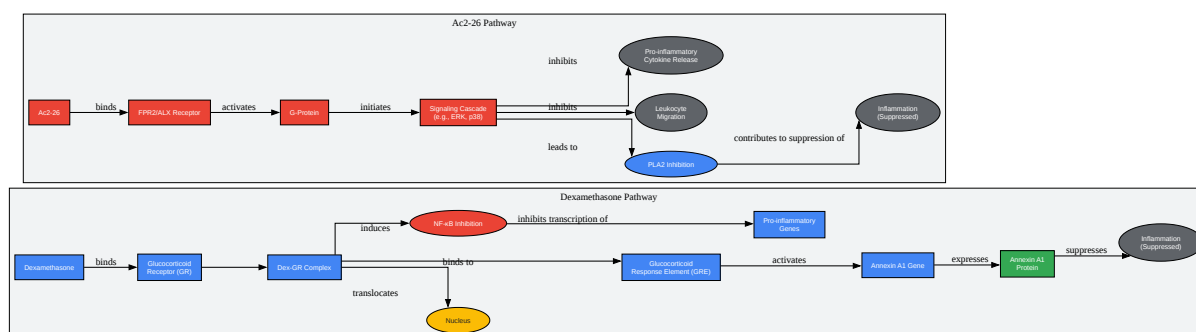 Ac2-26 Pathway
Pro-inflammatory
Cytokine Release
inhibits
Ac2-26
binds
FPR2/ALX Receptor
activates
G-Protein
initiates
Signaling Cascade
(e.g., ERK, p38)
inhibits
Leukocyte
Migration
Inflammation
(Suppressed)
leads to
PLA2 Inhibition
contributes to suppression of
Dexamethasone Pathway
induces
NF-κB Inhibition
inhibits transcription of
Pro-inflammatory
Genes
Dexamethasone
binds
Glucocorticoid
Receptor (GR)
Dex-GR Complex
binds to
Glucocorticoid
Response Element (GRE)
activates
Annexin A1 Gene
expresses
Annexin A1
Protein
suppresses
Inflammation
(Suppressed)
translocates
Nucleus